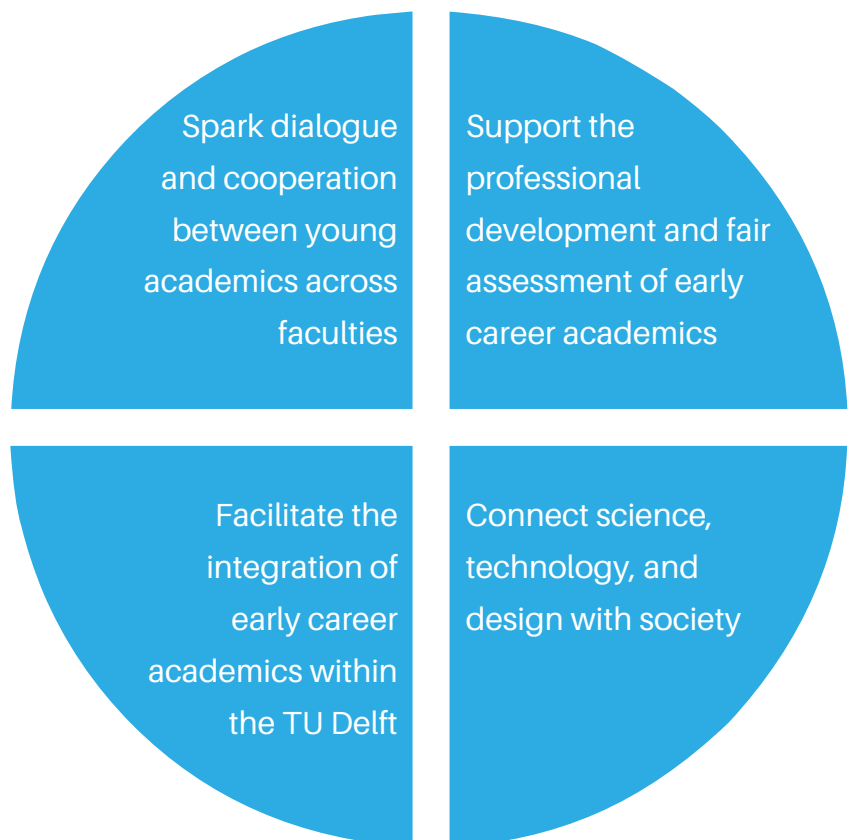 Spark dialogue
and cooperation
between young
academics across
faculties
Support the
professional
development and fair
assessment of early
career academics
Facilitate the
integration of
early career
academics within
the TU Delft
Connect science,
technology, and
design with society